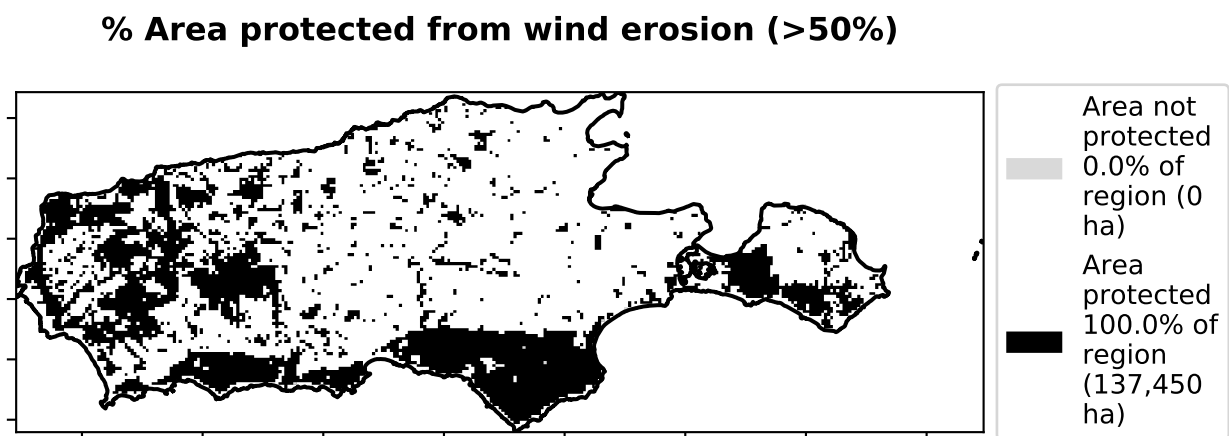 % Area protected from wind erosion (>50%)
Area not
protected
0.0% of
region (0
ha)
Area
protected
100.0% of
region
(137,450
ha)